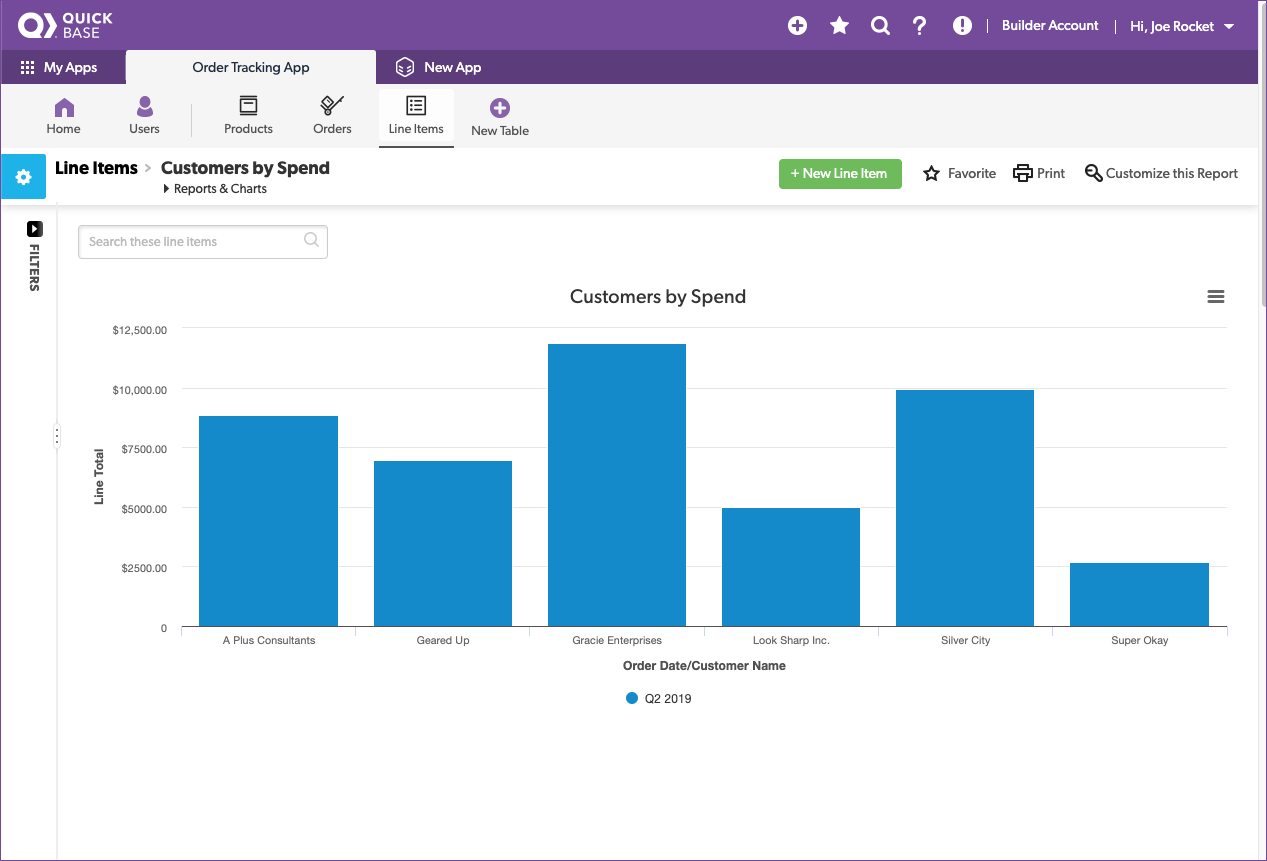 QUICK
BASE
Builder Account
Hi, Joe Rocket
My Apps
Order Tracking App
New App
Home
Users
Products
Orders
Line Items
New Table
Line Items > Customers by Spend
Reports & Charts
+ New Line Item
Favorite
Print
Customize this Report
FILTERS
Search these line items
Customers by Spend
$12,500.00
$10,000.00
$7500.00
$5000.00
$2500.00
0
Line Total
A Plus Consultants
Geared Up
Gracie Enterprises
Look Sharp Inc.
Silver City
Super Okay
Order Date/Customer Name
Q2 2019